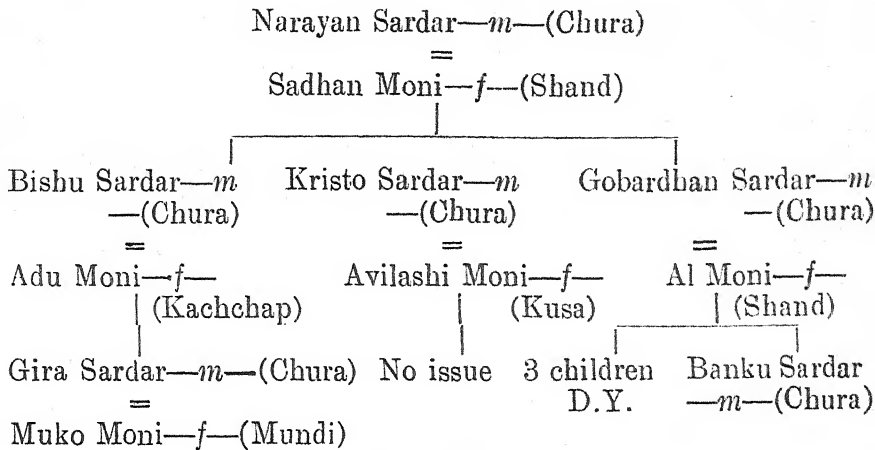 Narayan Sardar—m—(Chura)
=
Sadhan Moni—f—(Shand)
Bishu Sardar—m Kristo Sardar—m Gobardhan Sardar—m
—(Chura) —(Chura) —(Chura)
= = =
Adu Moni—f— Avilashi Moni—f— Al Moni—f—
(Kachchap) (Kusa) (Shand)
Gira Sardar—m—(Chura) No issue 3 children Banku Sardar
= D.Y. —m—(Chura)
Muko Moni—f—(Mundi)